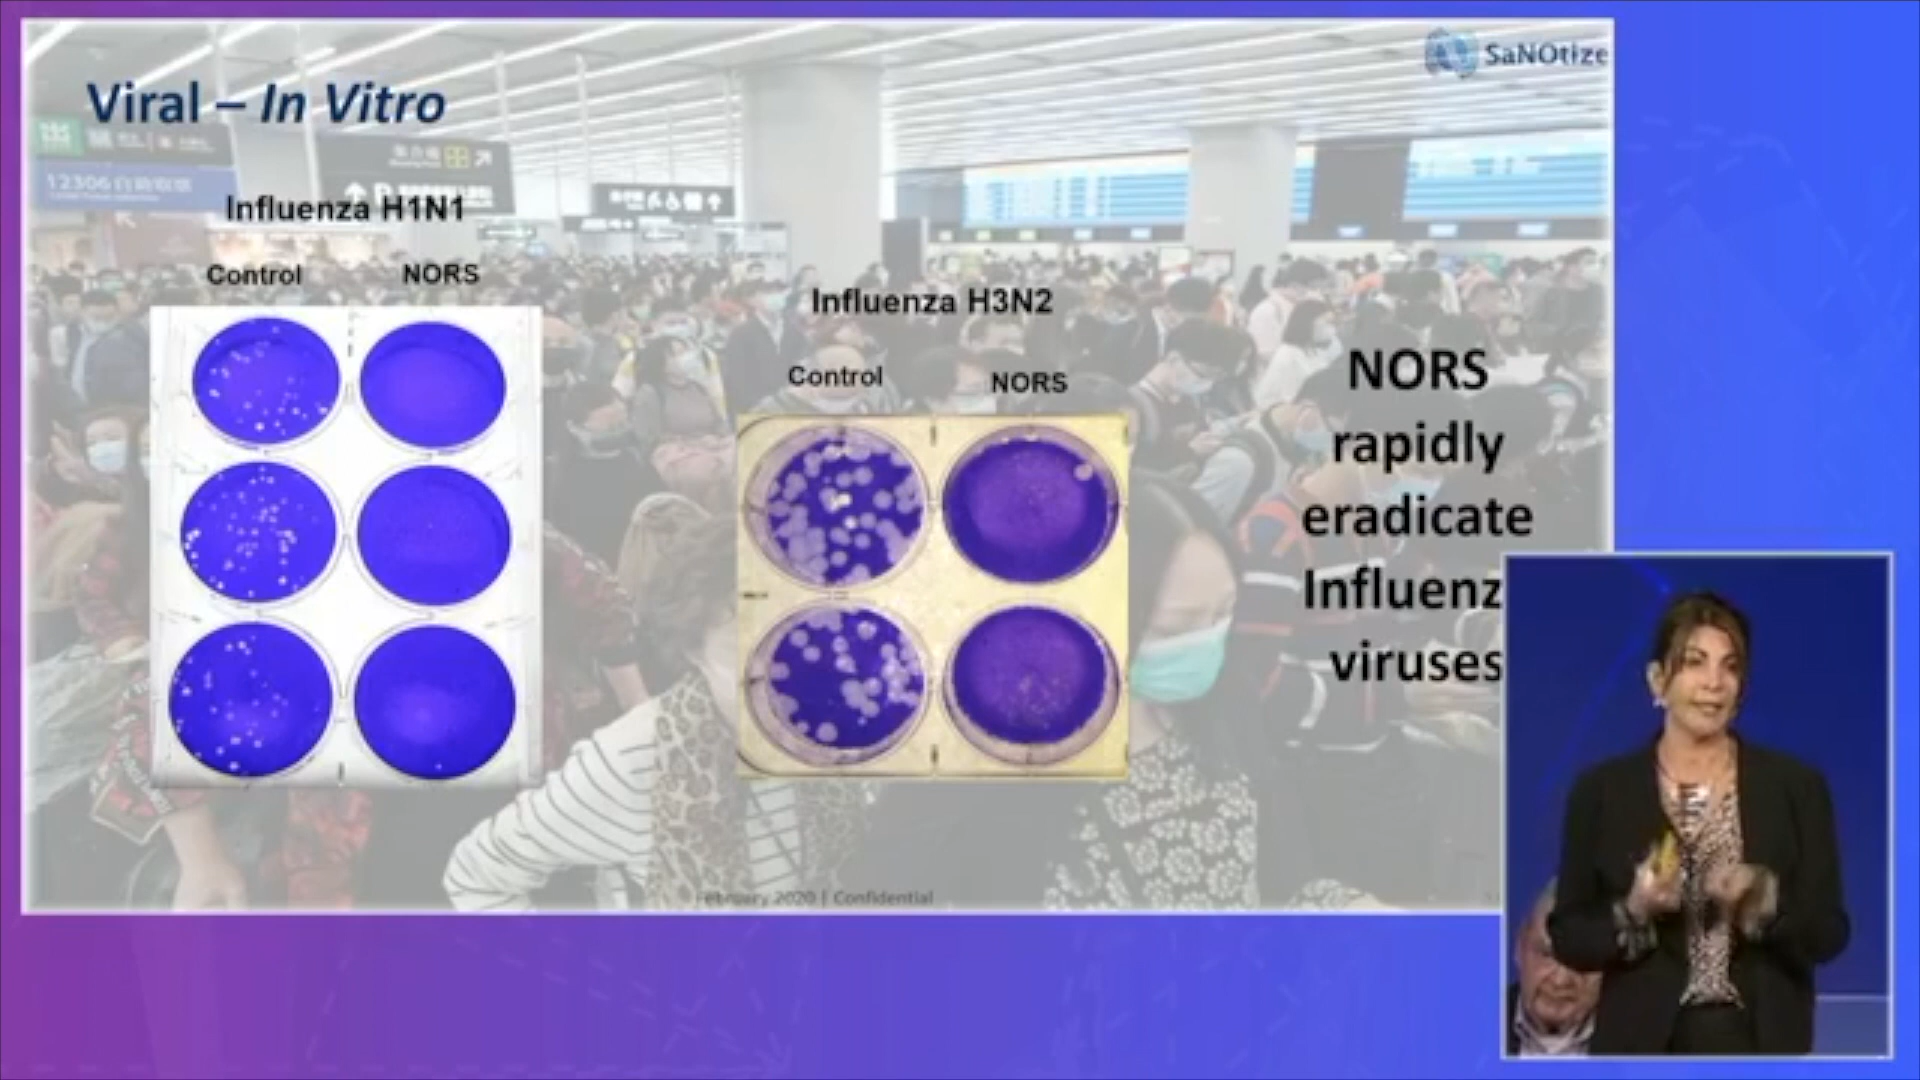 SaNOtize
Viral – In Vitro
12306
Influenza H1N1
Control NORS
Influenza H3N2
Control NORS
NORS
rapidly
eradicate
Influenz
viruses
February 2020 | Confidential